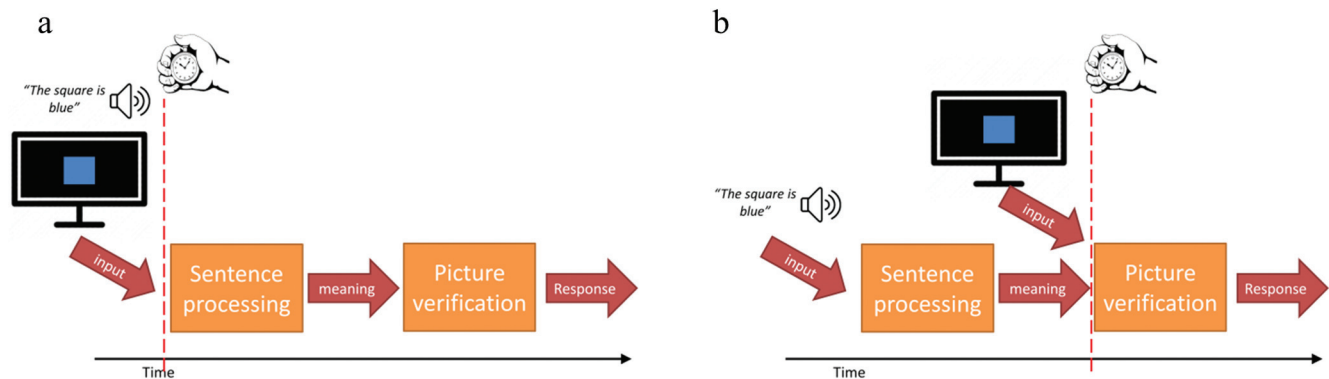 a
"The square is
blue"
input
Sentence
processing
meaning
Picture
verification
Response
Time
b
"The square is
blue"
input
input
Sentence
processing
meaning
Picture
verification
Response
Time